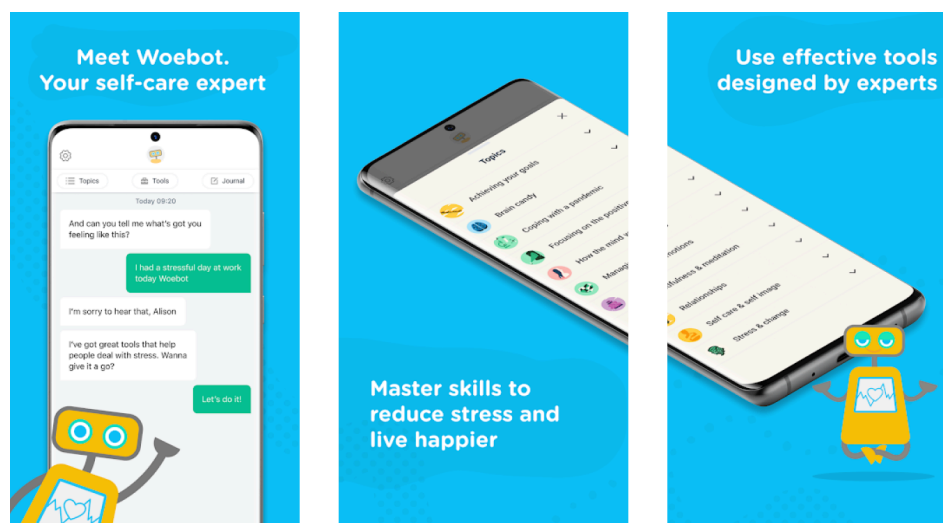 Meet Woebot.
Your self-care expert
Topics
Tools
Journal
Today 09:20
And can you tell me what's got you
feeling like this?
I had a stressful day at work
today Woebot
I'm sorry to hear that, Alison
I've got great tools that help
people deal with stress. Wanna
give it a go?
Let's do it!
Topics
Achieving your goals
Brain candy
Coping with a pandemic
Focusing on the positive
How the mind
Master skills to
reduce stress and
live happier
Use effective tools
designed by experts
& meditation
Relationships
Self care & self image
Stress & change